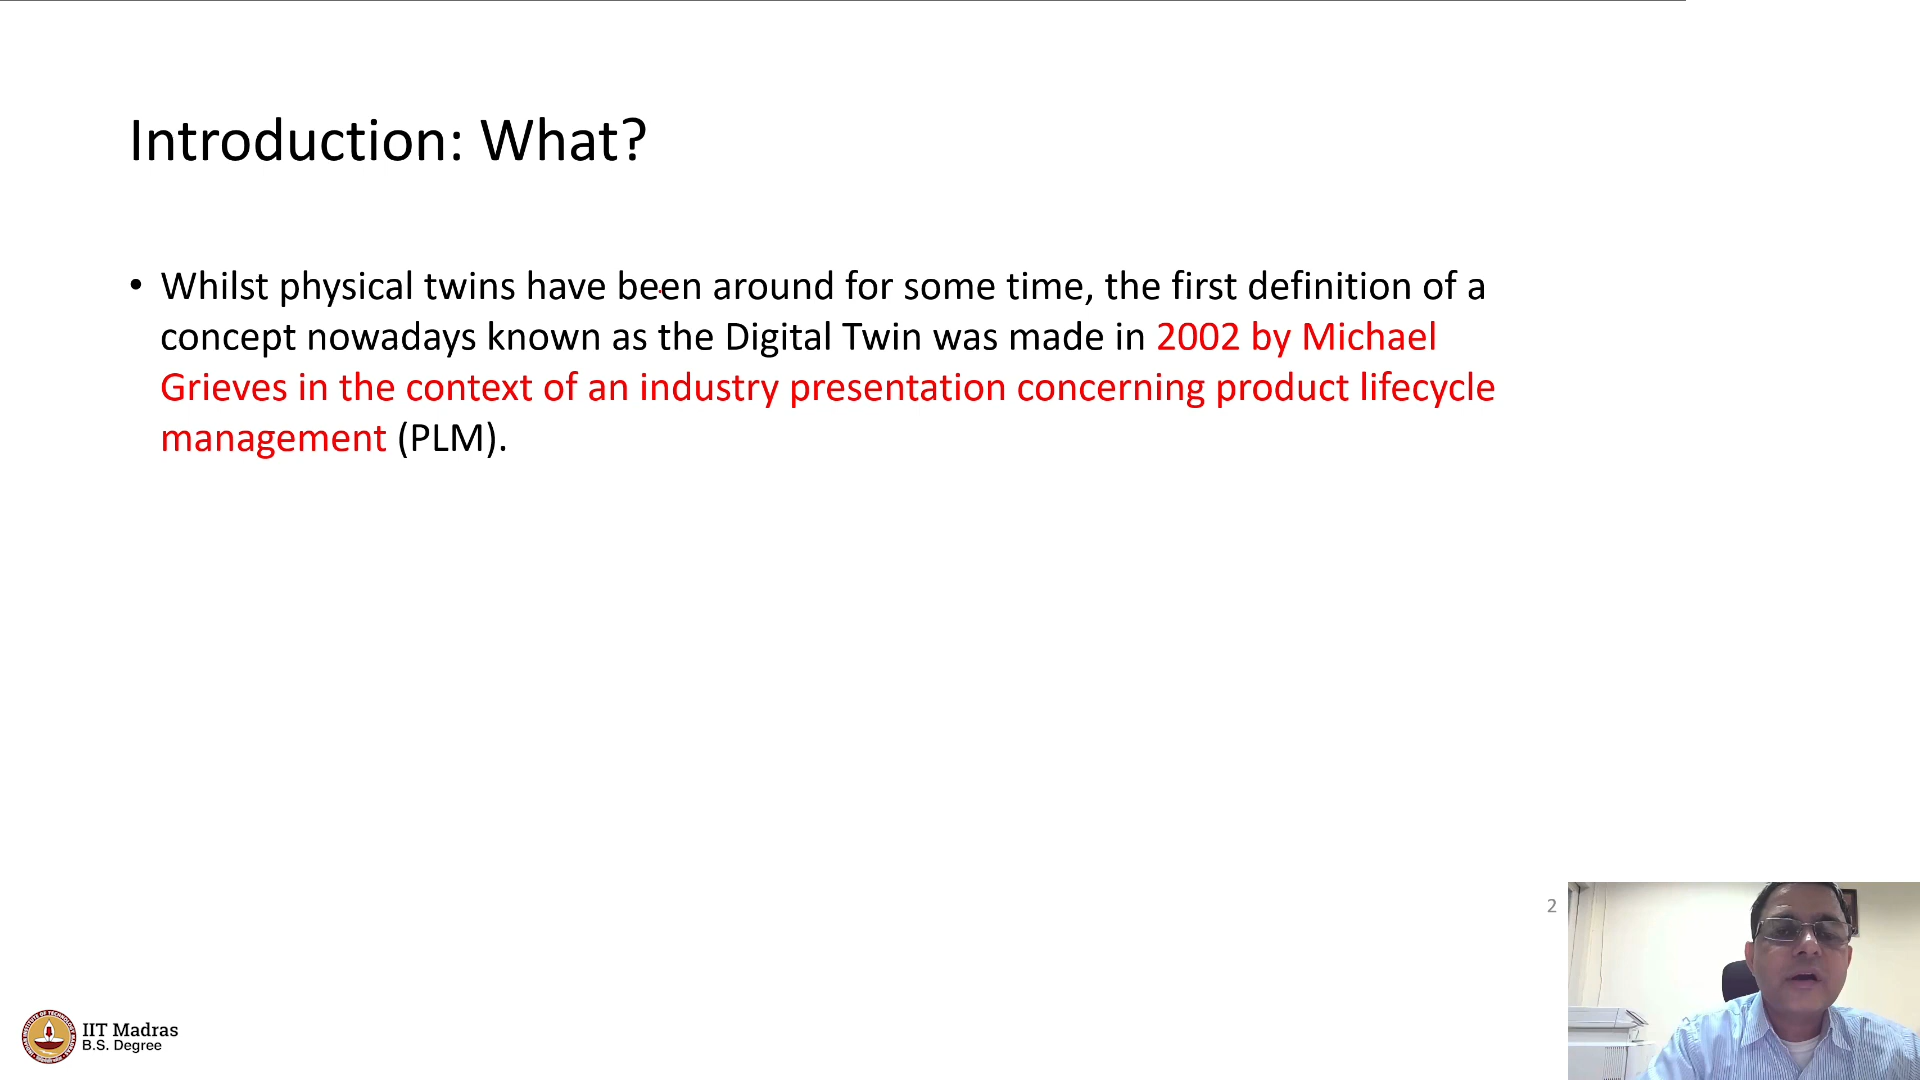 Introduction: What?
• Whilst physical twins have been around for some time, the first definition of a
concept nowadays known as the Digital Twin was made in 2002 by Michael
Grieves in the context of an industry presentation concerning product lifecycle
management (PLM).
2
IIT Madras
B.S. Degree